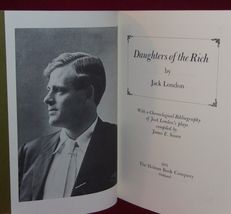 Daughters of the Rich
by
Jack London
With a Chronological Bibliography
of Jack London's plays
compiled by
James E. Sisson
1971
The Holmes Book Company
Oakland